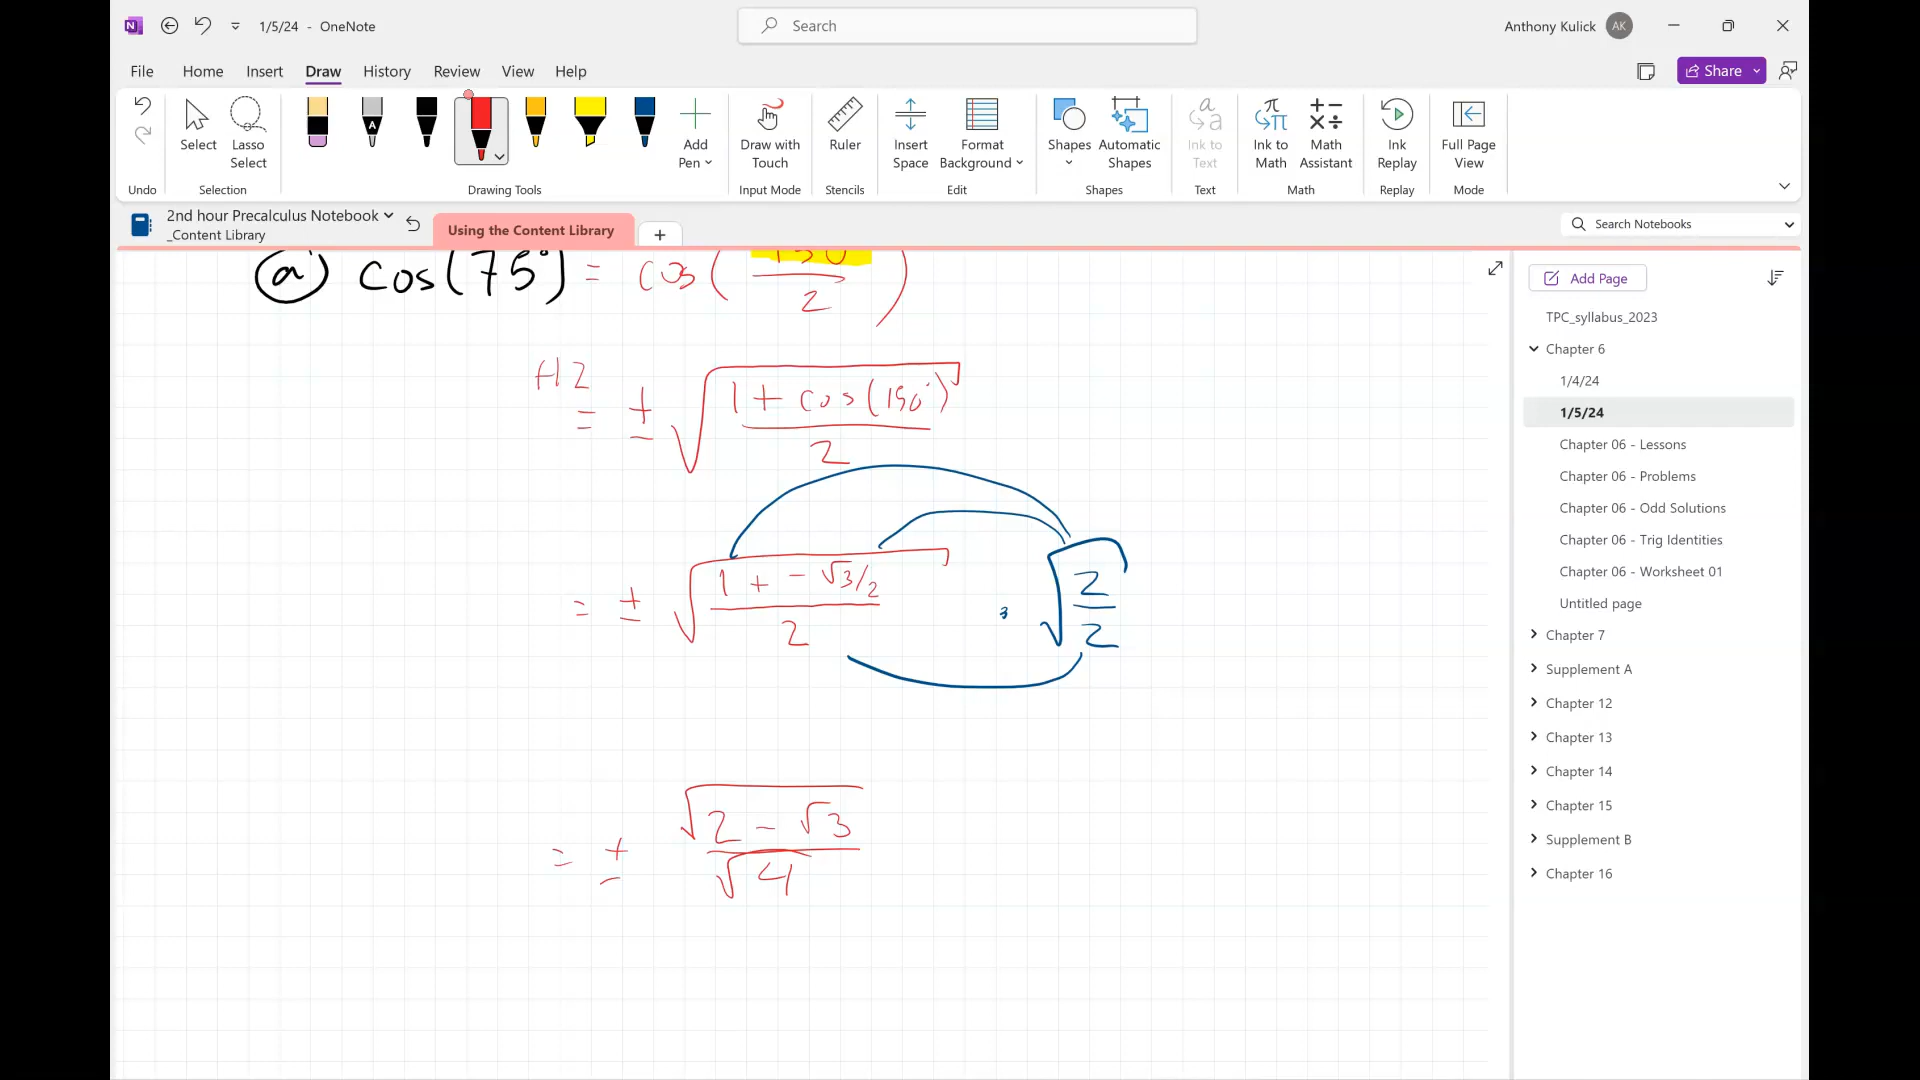 1/5/24 - OneNote
Search
Anthony Kulick AK
File Home Insert Draw History Review View Help
Share
Undo
Select
Lasso Select
Selection
A
Drawing Tools
Add Pen
Draw with Touch
Input Mode
Ruler
Stencils
Insert Space
Format Background
Edit
Shapes
Automatic Shapes
Shapes
Ink to Text
Text
Ink to Math
Math Assistant
Math
Ink Replay
Replay
Full Page View
Mode
2nd hour Precalculus Notebook
_Content Library
Using the Content Library
Search Notebooks
(a) cos(75°) = cos(150/2)
H2
= ± √((1 + cos(150°))/2)
= ± √((1 + -√3/2)/2) · √(2/2)
= ± √(2 - √3)/√4
Add Page
TPC_syllabus_2023
Chapter 6
1/4/24
1/5/24
Chapter 06 - Lessons
Chapter 06 - Problems
Chapter 06 - Odd Solutions
Chapter 06 - Trig Identities
Chapter 06 - Worksheet 01
Untitled page
Chapter 7
Supplement A
Chapter 12
Chapter 13
Chapter 14
Chapter 15
Supplement B
Chapter 16